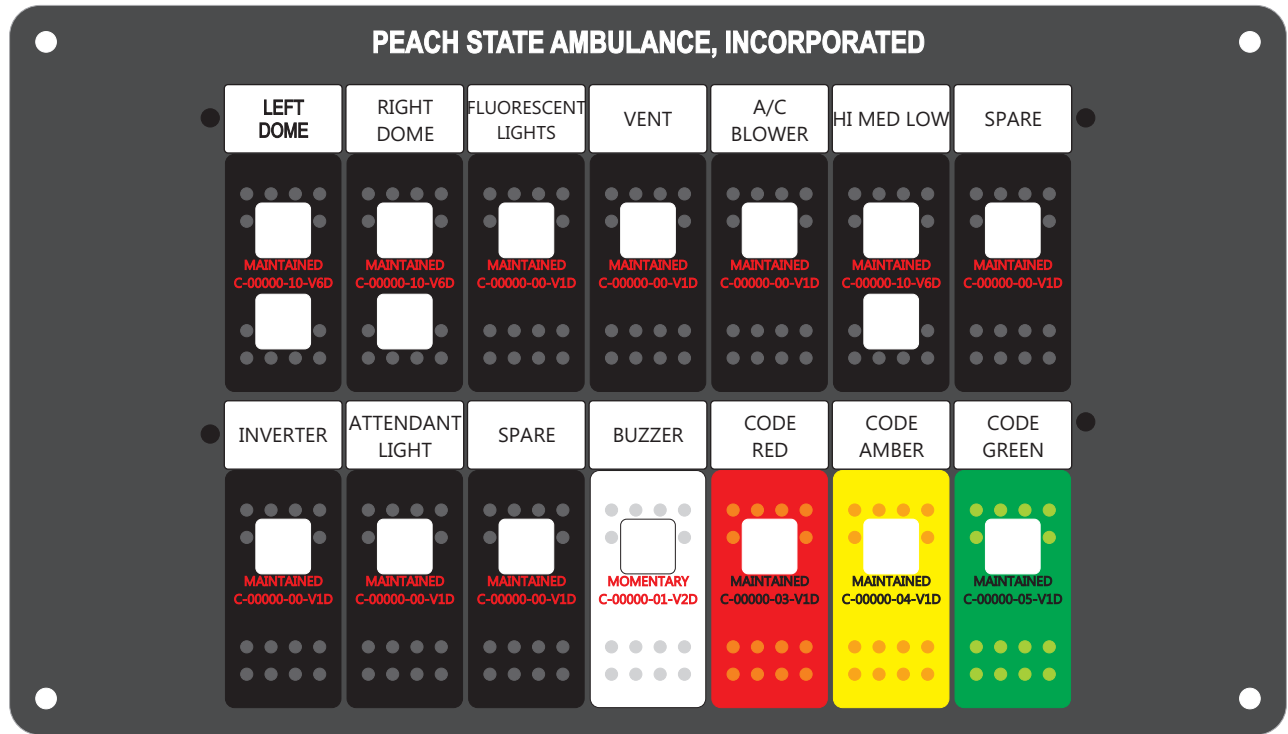 PEACH STATE AMBULANCE, INCORPORATED
LEFT
DOME
RIGHT
DOME
FLUORESCENT
LIGHTS
VENT
A/C
BLOWER
HI MED LOW
SPARE
MAINTAINED
C-00000-10-V6D
MAINTAINED
C-00000-10-V6D
MAINTAINED
C-00000-00-V1D
MAINTAINED
C-00000-00-V1D
MAINTAINED
C-00000-00-V1D
MAINTAINED
C-00000-10-V6D
MAINTAINED
C-00000-00-V1D
INVERTER
ATTENDANT
LIGHT
SPARE
BUZZER
CODE
RED
CODE
AMBER
CODE
GREEN
MAINTAINED
C-00000-00-V1D
MAINTAINED
C-00000-00-V1D
MAINTAINED
C-00000-00-V1D
MOMENTARY
C-00000-01-V2D
MAINTAINED
C-00000-03-V1D
MAINTAINED
C-00000-04-V1D
MAINTAINED
C-00000-05-V1D